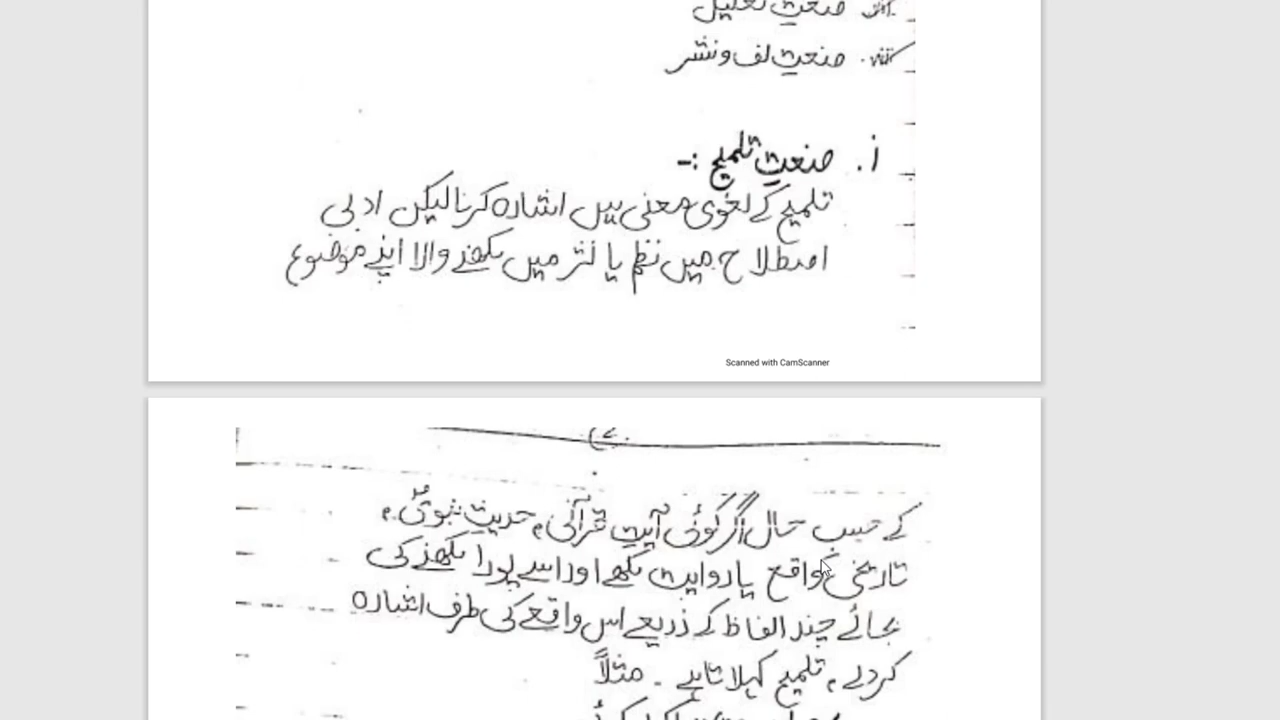 صنعتِ تعلیل
صنعتِ لف و نشر
i. صنعتِ تلمیح :-
تلمیح کے لغوی معنی ہیں اشارہ کرنا لیکن ادبی
اصطلاح میں نظم یا نثر میں لکھنے والا اپنے موضوع
Scanned with CamScanner
کے حسب حال اگر کوئی آیتِ قرآنی، حدیثِ نبویؐ،
تاریخی واقع یا روایت لکھے اور اسے پورا لکھنے کی
بجائے چند الفاظ کے ذریعے اس واقعے کی طرف اشارہ
کردے، تلمیح کہلاتا ہے ۔ مثلاً